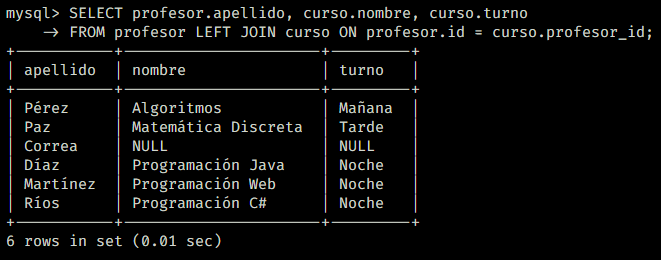 mysql> SELECT profesor.apellido, curso.nombre, curso.turno
    -> FROM profesor LEFT JOIN curso ON profesor.id = curso.profesor_id;
+-----------+----------------------+---------+
| apellido  | nombre               | turno   |
+-----------+----------------------+---------+
| Pérez     | Algoritmos           | Mañana  |
| Paz       | Matemática Discreta  | Tarde   |
| Correa    | NULL                 | NULL    |
| Díaz      | Programación Java    | Noche   |
| Martínez  | Programación Web     | Noche   |
| Ríos      | Programación C#      | Noche   |
+-----------+----------------------+---------+
6 rows in set (0.01 sec)